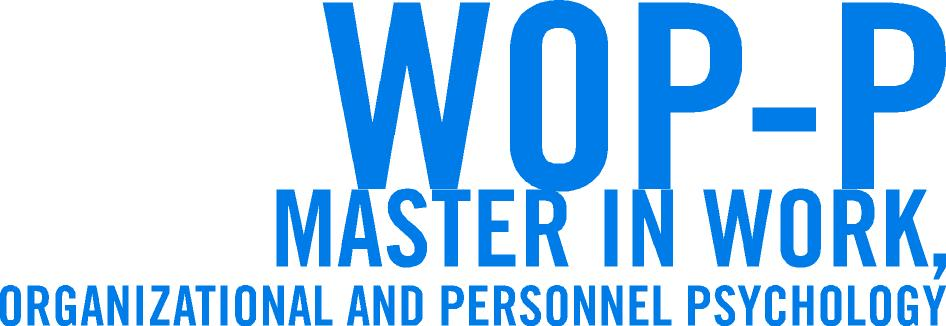 WOP-P
MASTER IN WORK,
ORGANIZATIONAL AND PERSONNEL PSYCHOLOGY